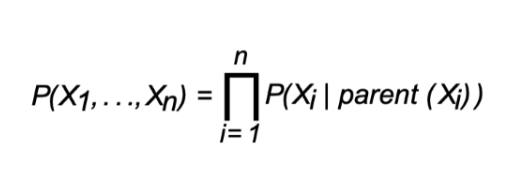 n
P(X1, . . ., Xn) = ∏ P(Xi | parent (Xi))
i= 1